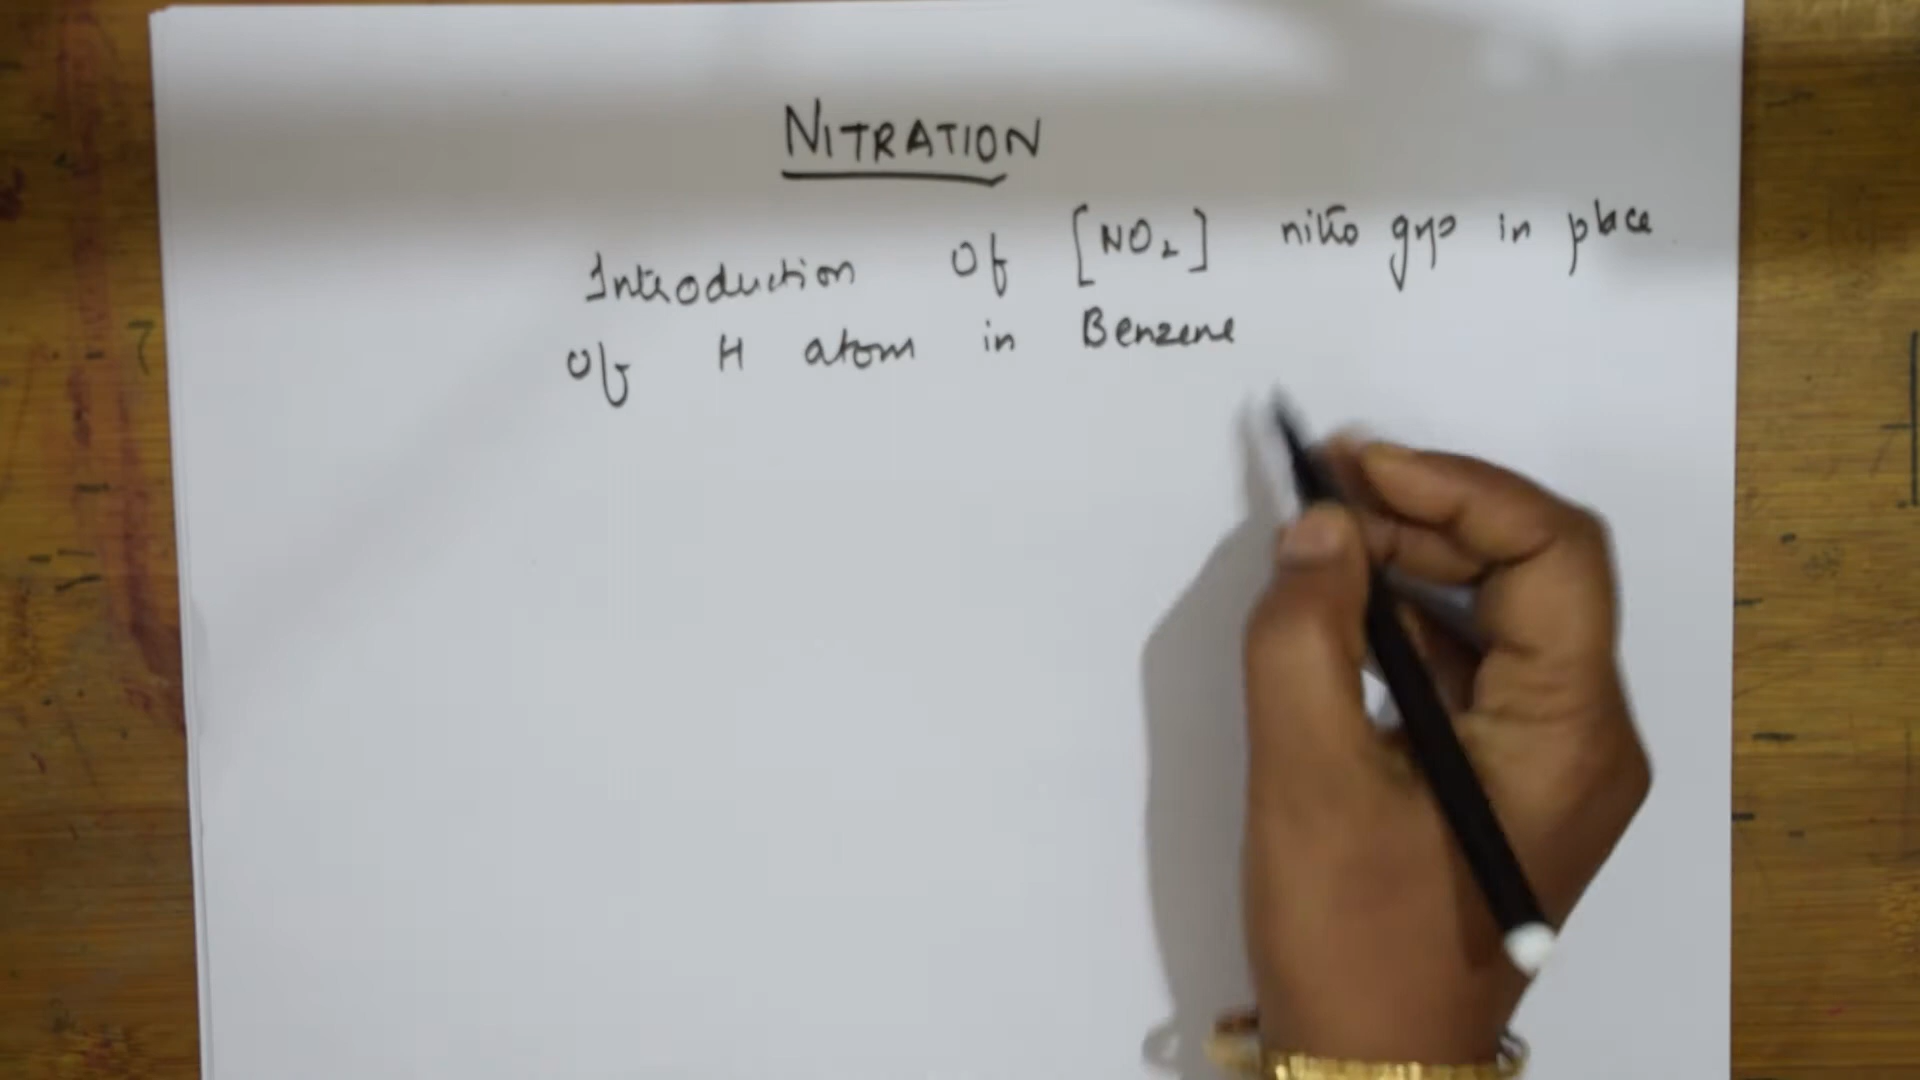 NITRATION
Introduction Of [NO₂] nitro grp in place
Of H atom in Benzene